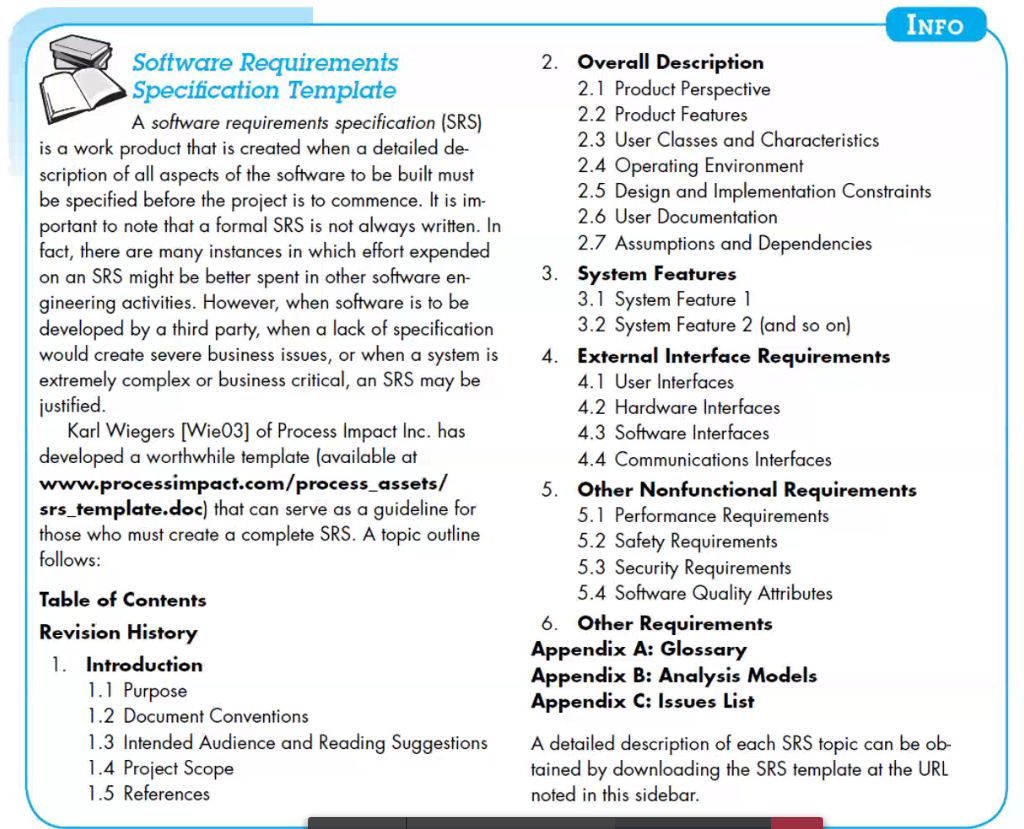 INFO
Software Requirements
Specification Template
A software requirements specification (SRS)
is a work product that is created when a detailed de-
scription of all aspects of the software to be built must
be specified before the project is to commence. It is im-
portant to note that a formal SRS is not always written. In
fact, there are many instances in which effort expended
on an SRS might be better spent in other software en-
gineering activities. However, when software is to be
developed by a third party, when a lack of specification
would create severe business issues, or when a system is
extremely complex or business critical, an SRS may be
justified.
Karl Wiegers [Wie03] of Process Impact Inc. has
developed a worthwhile template (available at
www.processimpact.com/process_assets/
srs_template.doc) that can serve as a guideline for
those who must create a complete SRS. A topic outline
follows:
Table of Contents
Revision History
1. Introduction
1.1 Purpose
1.2 Document Conventions
1.3 Intended Audience and Reading Suggestions
1.4 Project Scope
1.5 References
2. Overall Description
2.1 Product Perspective
2.2 Product Features
2.3 User Classes and Characteristics
2.4 Operating Environment
2.5 Design and Implementation Constraints
2.6 User Documentation
2.7 Assumptions and Dependencies
3. System Features
3.1 System Feature 1
3.2 System Feature 2 (and so on)
4. External Interface Requirements
4.1 User Interfaces
4.2 Hardware Interfaces
4.3 Software Interfaces
4.4 Communications Interfaces
5. Other Nonfunctional Requirements
5.1 Performance Requirements
5.2 Safety Requirements
5.3 Security Requirements
5.4 Software Quality Attributes
6. Other Requirements
Appendix A: Glossary
Appendix B: Analysis Models
Appendix C: Issues List
A detailed description of each SRS topic can be ob-
tained by downloading the SRS template at the URL
noted in this sidebar.